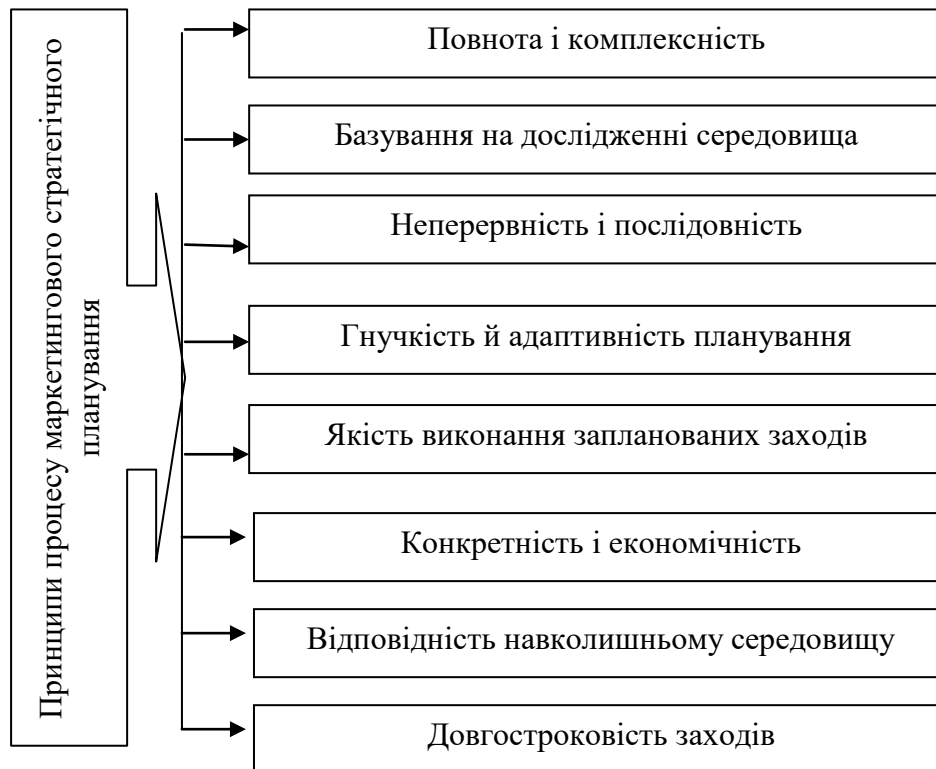 Принципи процесу маркетингового стратегічного
планування
Повнота і комплексність
Базування на дослідженні середовища
Неперервність і послідовність
Гнучкість й адаптивність планування
Якість виконання запланованих заходів
Конкретність і економічність
Відповідність навколишньому середовищу
Довгостроковість заходів